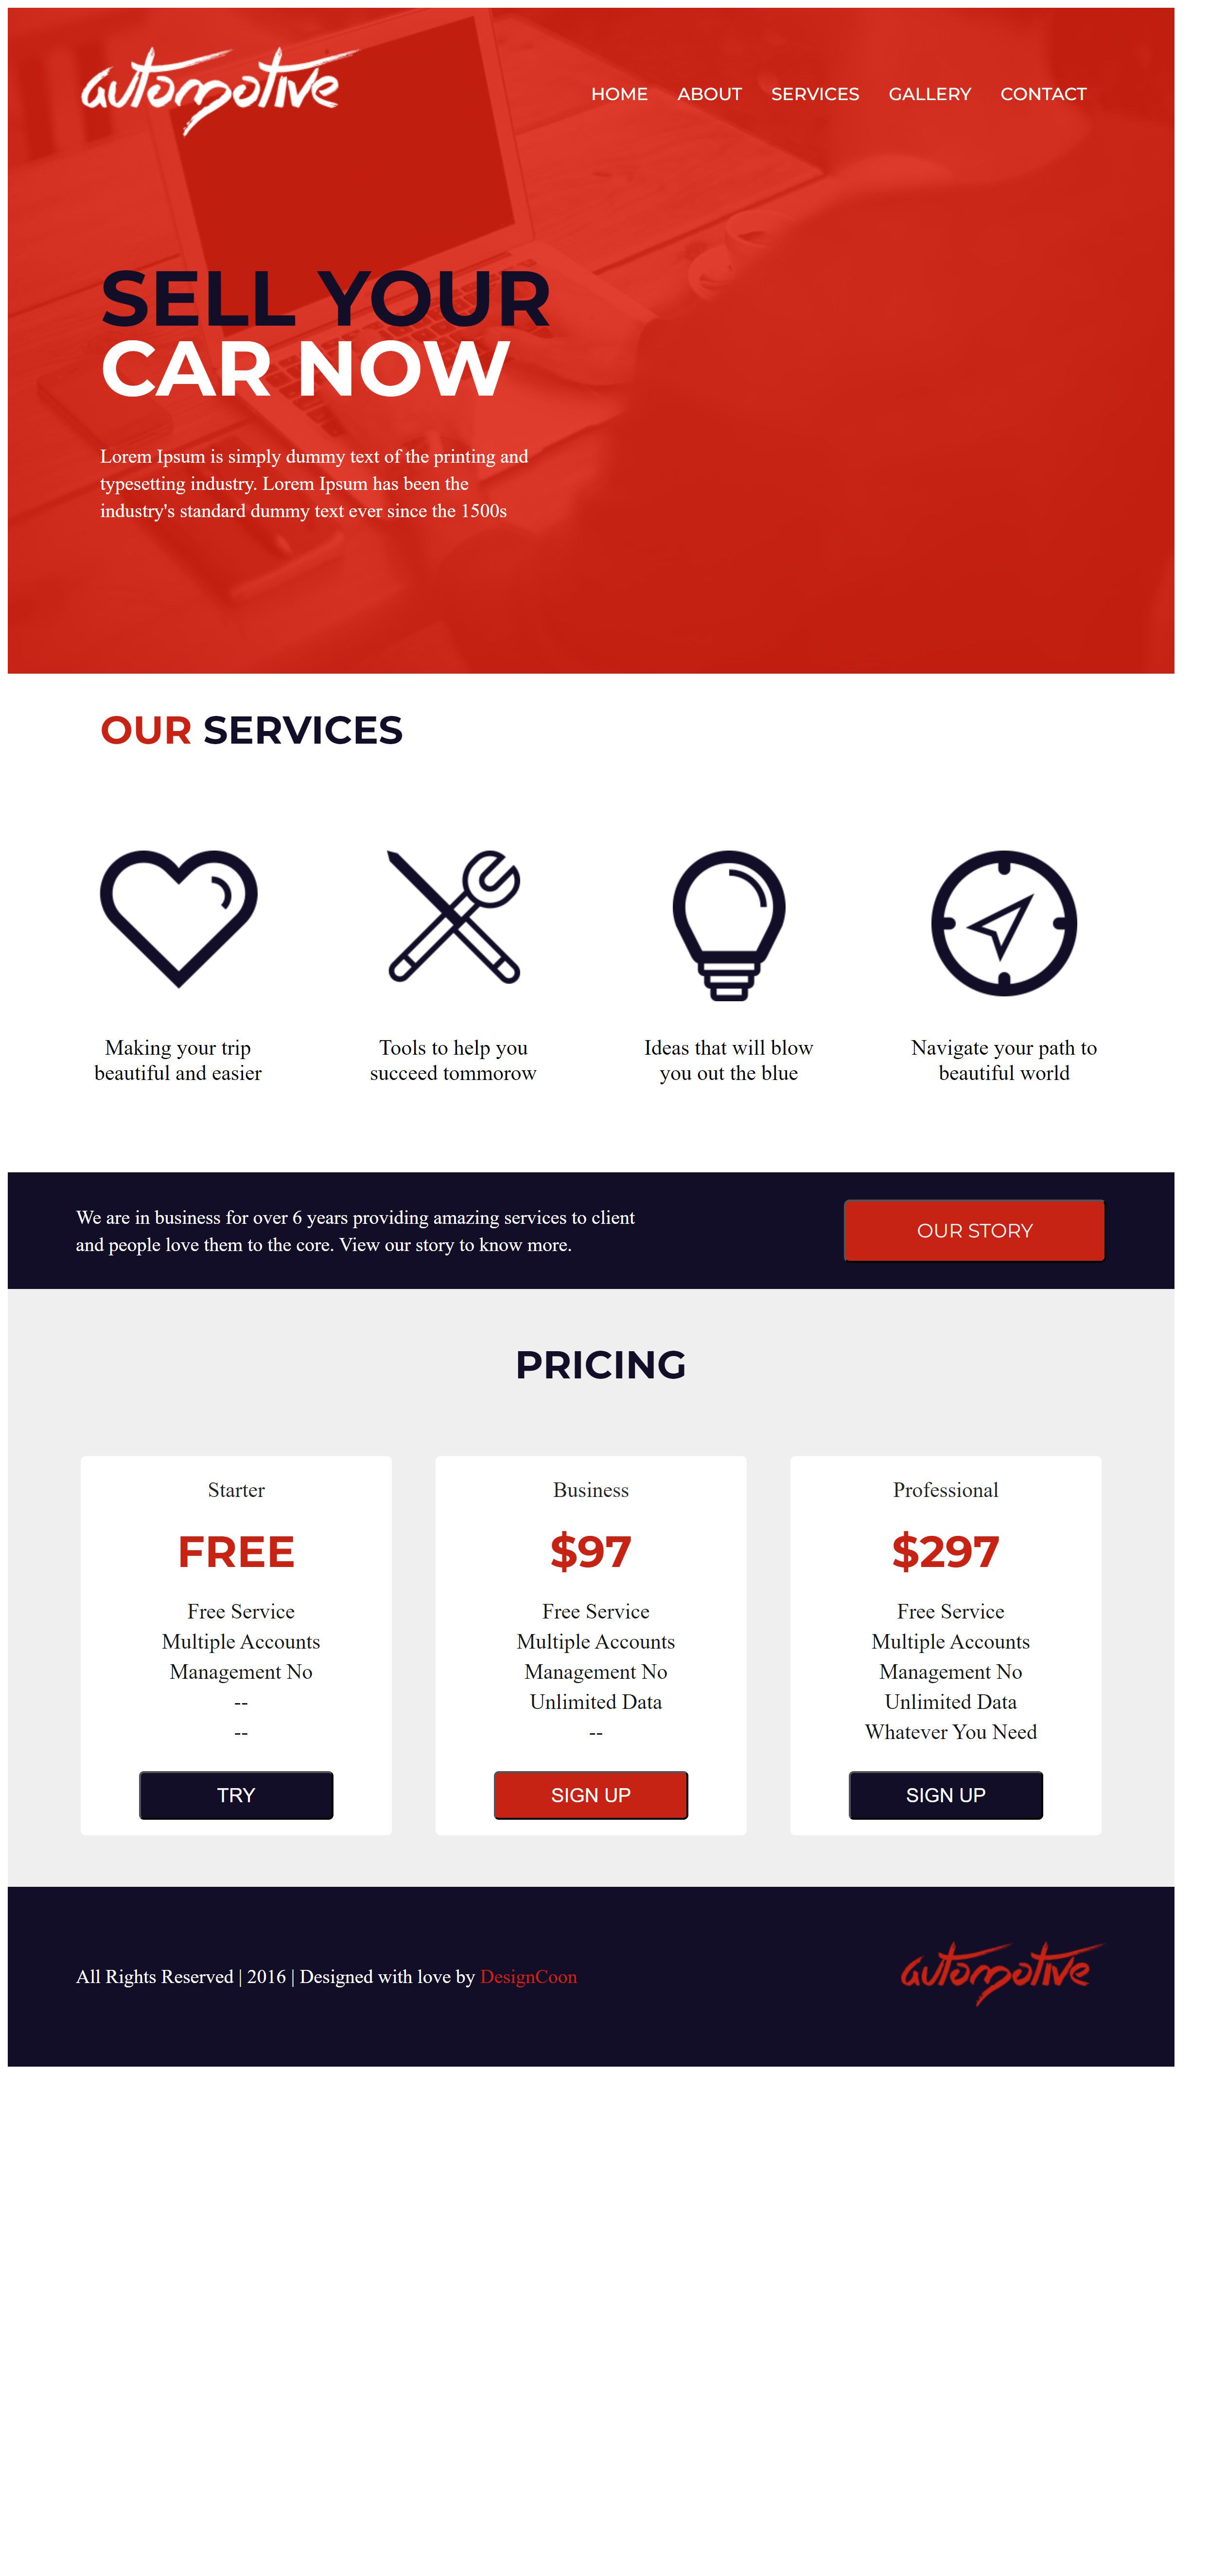 automotive
HOME ABOUT SERVICES GALLERY CONTACT
SELL YOUR
CAR NOW
Lorem Ipsum is simply dummy text of the printing and
typesetting industry. Lorem Ipsum has been the
industry's standard dummy text ever since the 1500s
OUR SERVICES
Making your trip
beautiful and easier
Tools to help you
succeed tommorow
Ideas that will blow
you out the blue
Navigate your path to
beautiful world
We are in business for over 6 years providing amazing services to client
and people love them to the core. View our story to know more.
OUR STORY
PRICING
Starter
FREE
Free Service
Multiple Accounts
Management No
--
--
TRY
Business
$97
Free Service
Multiple Accounts
Management No
Unlimited Data
--
SIGN UP
Professional
$297
Free Service
Multiple Accounts
Management No
Unlimited Data
Whatever You Need
SIGN UP
All Rights Reserved | 2016 | Designed with love by DesignCoon
automotive